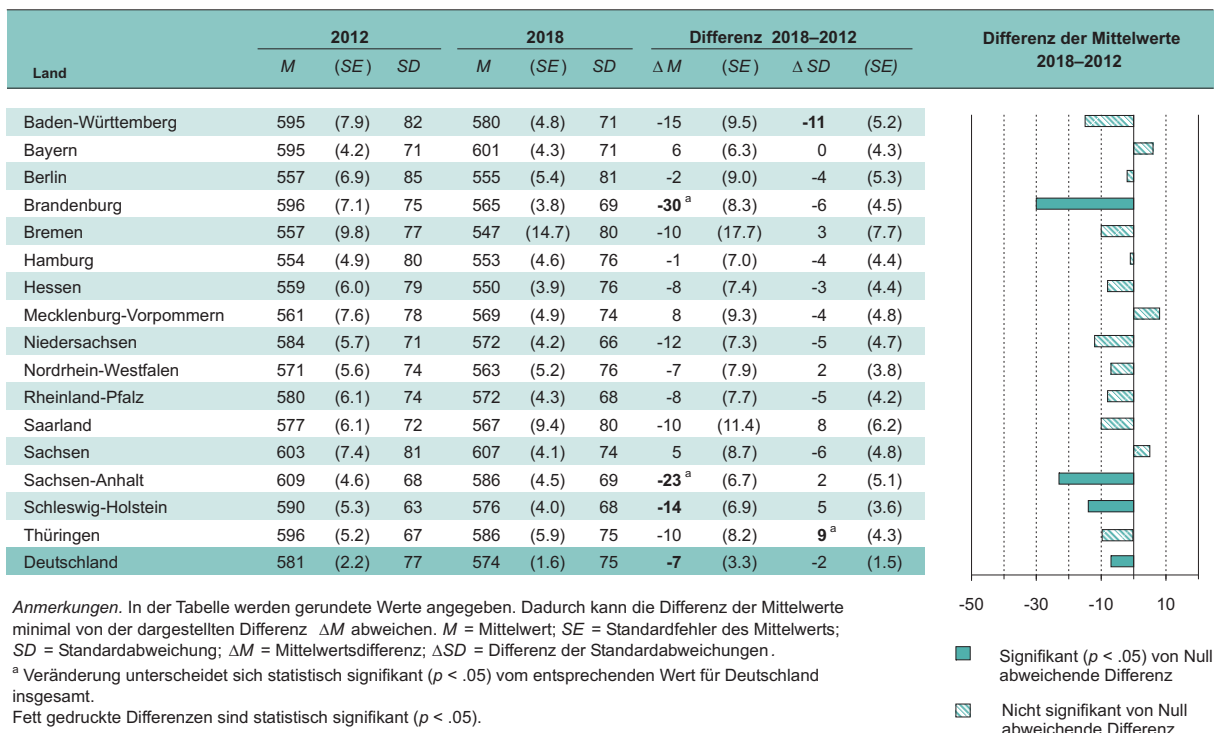 2012 2018 Differenz 2018–2012 Differenz der Mittelwerte 2018–2012
Land M (SE) SD M (SE) SD Δ M (SE) Δ SD (SE)
Baden-Württemberg 595 (7.9) 82 580 (4.8) 71 -15 (9.5) -11 (5.2)
Bayern 595 (4.2) 71 601 (4.3) 71 6 (6.3) 0 (4.3)
Berlin 557 (6.9) 85 555 (5.4) 81 -2 (9.0) -4 (5.3)
Brandenburg 596 (7.1) 75 565 (3.8) 69 -30 a (8.3) -6 (4.5)
Bremen 557 (9.8) 77 547 (14.7) 80 -10 (17.7) 3 (7.7)
Hamburg 554 (4.9) 80 553 (4.6) 76 -1 (7.0) -4 (4.4)
Hessen 559 (6.0) 79 550 (3.9) 76 -8 (7.4) -3 (4.4)
Mecklenburg-Vorpommern 561 (7.6) 78 569 (4.9) 74 8 (9.3) -4 (4.8)
Niedersachsen 584 (5.7) 71 572 (4.2) 66 -12 (7.3) -5 (4.7)
Nordrhein-Westfalen 571 (5.6) 74 563 (5.2) 76 -7 (7.9) 2 (3.8)
Rheinland-Pfalz 580 (6.1) 74 572 (4.3) 68 -8 (7.7) -5 (4.2)
Saarland 577 (6.1) 72 567 (9.4) 80 -10 (11.4) 8 (6.2)
Sachsen 603 (7.4) 81 607 (4.1) 74 5 (8.7) -6 (4.8)
Sachsen-Anhalt 609 (4.6) 68 586 (4.5) 69 -23 a (6.7) 2 (5.1)
Schleswig-Holstein 590 (5.3) 63 576 (4.0) 68 -14 (6.9) 5 (3.6)
Thüringen 596 (5.2) 67 586 (5.9) 75 -10 (8.2) 9 a (4.3)
Deutschland 581 (2.2) 77 574 (1.6) 75 -7 (3.3) -2 (1.5)
-50 -30 -10 10
Anmerkungen. In der Tabelle werden gerundete Werte angegeben. Dadurch kann die Differenz der Mittelwerte
minimal von der dargestellten Differenz ΔM abweichen. M = Mittelwert; SE = Standardfehler des Mittelwerts;
SD = Standardabweichung; ΔM = Mittelwertsdifferenz; ΔSD = Differenz der Standardabweichungen.
a Veränderung unterscheidet sich statistisch signifikant (p < .05) vom entsprechenden Wert für Deutschland
insgesamt.
Fett gedruckte Differenzen sind statistisch signifikant (p < .05).
Signifikant (p < .05) von Null
abweichende Differenz
Nicht signifikant von Null
abweichende Differenz